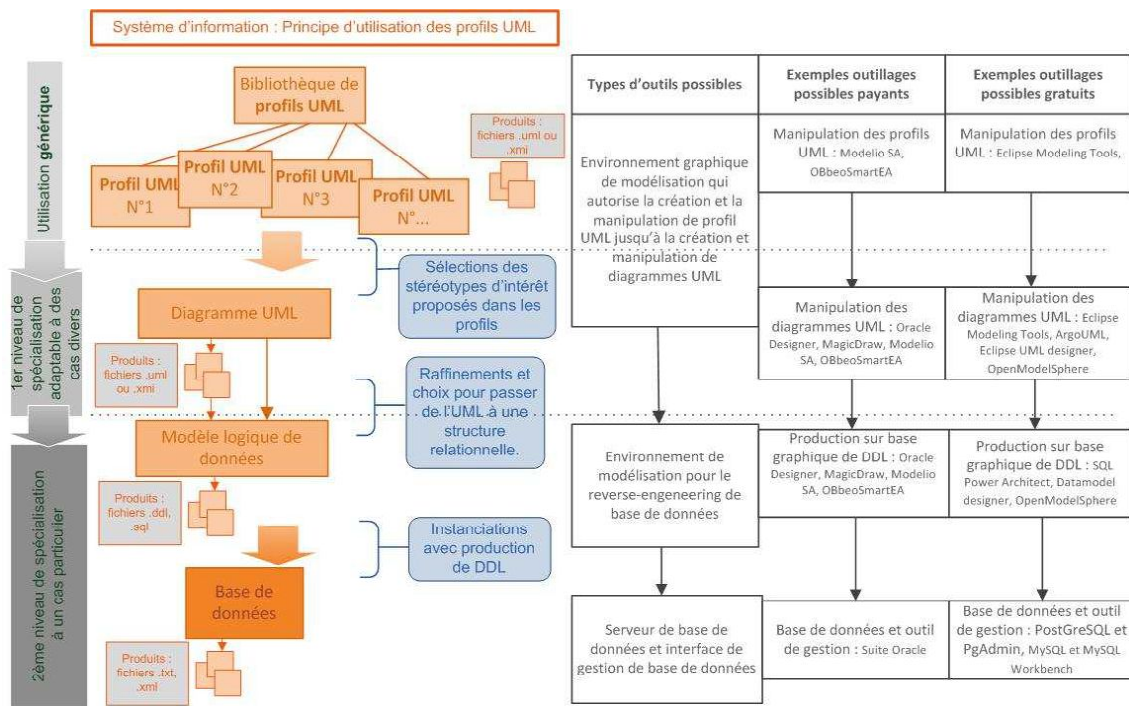 Système d'information : Principe d'utilisation des profils UML
Utilisation générique
1er niveau de
spécialisation
adaptable à des
cas divers
2ème niveau de spécialisation
à un cas particulier
Bibliothèque de
profils UML
Profil UML
N°1
Profil UML
N°2
Profil UML
N°3
Profil UML
N°...
Produits :
fichiers .uml ou
.xmi
Sélections des
stéréotypes d'intérêt
proposés dans les
profils
Diagramme UML
Produits :
fichiers .uml
ou .xmi
Raffinements et
choix pour passer
de l'UML à une
structure
relationnelle.
Modèle logique de
données
Produits :
fichiers .ddl,
.sql
Instanciations
avec production
de DDL
Base de
données
Produits :
fichiers .txt,
.xml
Types d'outils possibles
Exemples outillages
possibles payants
Exemples outillages
possibles gratuits
Environnement graphique
de modélisation qui
autorise la création et la
manipulation de profil
UML jusqu'à la création et
manipulation de
diagrammes UML
Manipulation des profils
UML : Modelio SA,
OBbeoSmartEA
Manipulation des profils
UML : Eclipse Modeling Tools,
Manipulation des
diagrammes UML : Oracle
Designer, MagicDraw, Modelio
SA, OBbeoSmartEA
Manipulation des
diagrammes UML : Eclipse
Modeling Tools, ArgoUML,
Eclipse UML designer,
OpenModelSphere
Environnement de
modélisation pour le
reverse-engeneering de
base de données
Production sur base
graphique de DDL : Oracle
Designer, MagicDraw, Modelio
SA, OBbeoSmartEA
Production sur base
graphique de DDL : SQL
Power Architect, Datamodel
designer, OpenModelSphere
Serveur de base de
données et interface de
gestion de base de données
Base de données et outil
de gestion : Suite Oracle
Base de données et outil
de gestion : PostGreSQL et
PgAdmin, MySQL et MySQL
Workbench